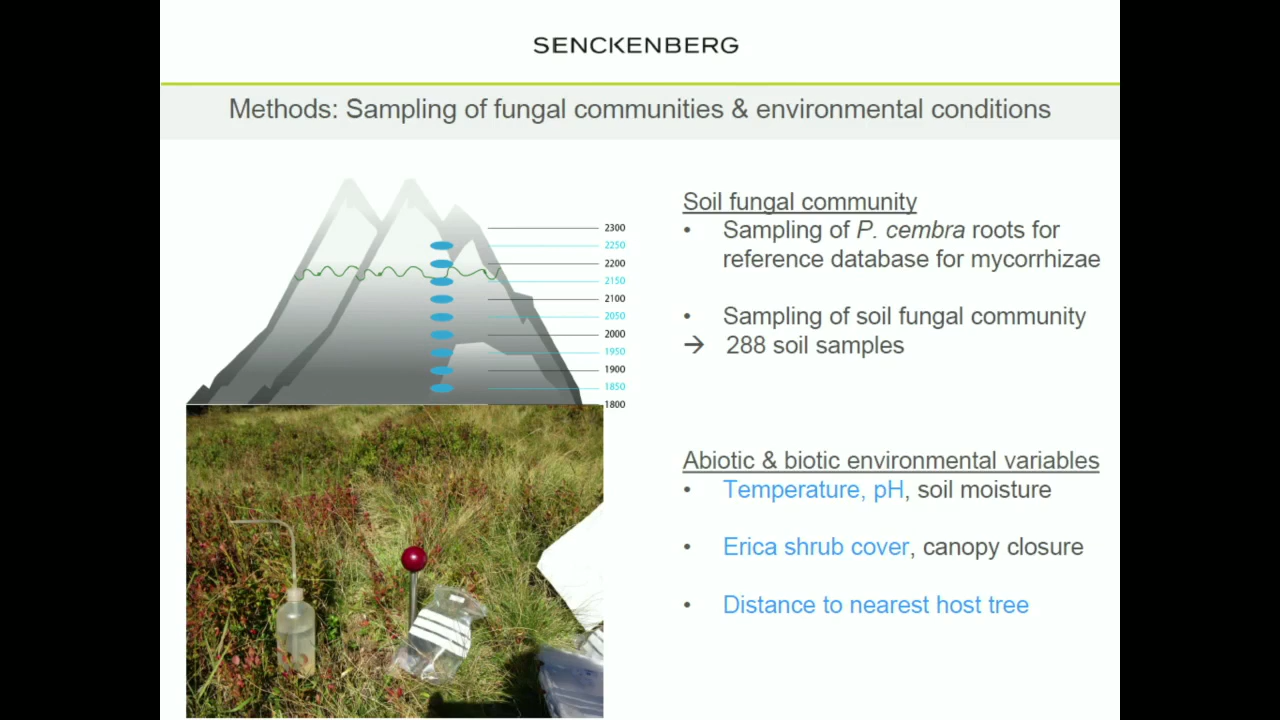 SENCKENBERG
Methods: Sampling of fungal communities & environmental conditions
2300
2250
2200
2150
2100
2050
2000
1950
1900
1850
1800
Soil fungal community
• Sampling of P. cembra roots for
reference database for mycorrhizae
• Sampling of soil fungal community
→ 288 soil samples
Abiotic & biotic environmental variables
• Temperature, pH, soil moisture
• Erica shrub cover, canopy closure
• Distance to nearest host tree